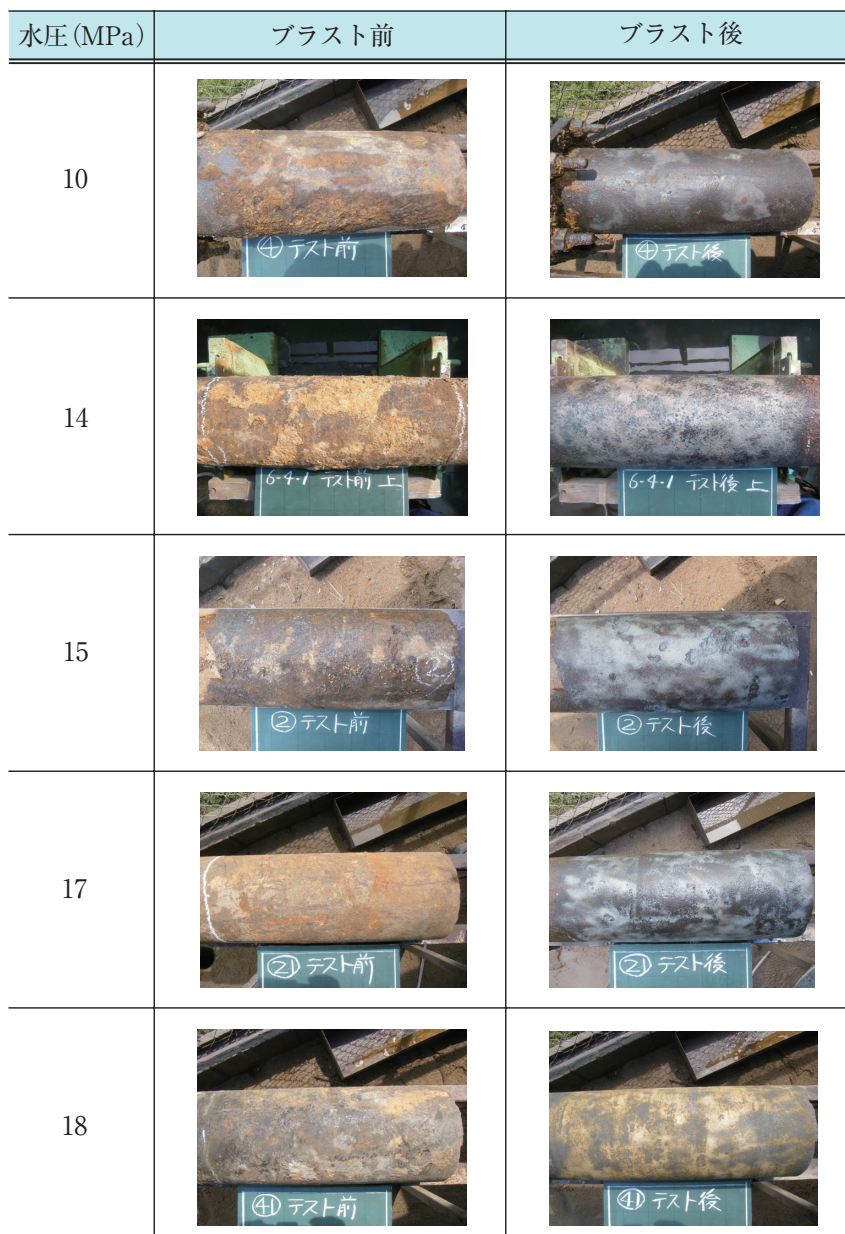 水圧(MPa) ブラスト前 ブラスト後
10
④テスト前
④テスト後
14
6-4-1 テスト前 上
6-4-1 テスト後 上
15
②
②テスト前
②テスト後
17
㉑テスト前
㉑テスト後
18
㊶テスト前
㊶テスト後